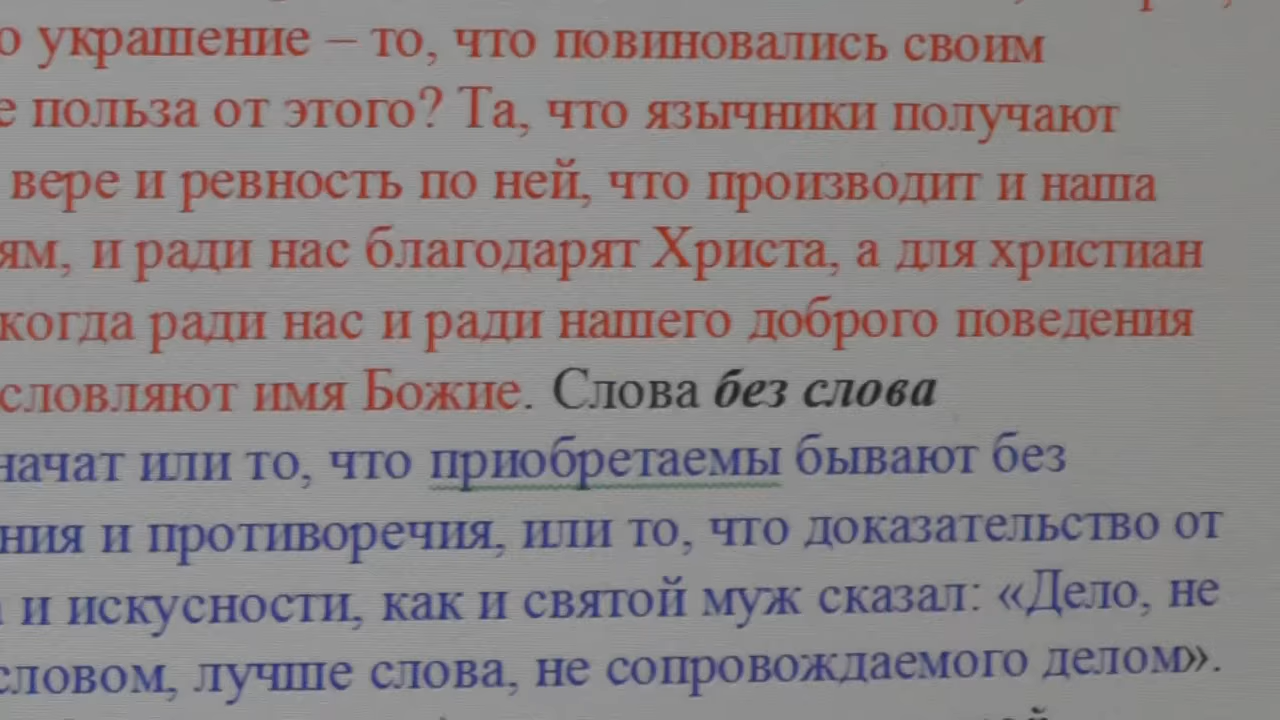 о украшение – то, что повиновались своим
е польза от этого? Та, что язычники получают
вере и ревность по ней, что производит и наша
ям, и ради нас благодарят Христа, а для христиан
когда ради нас и ради нашего доброго поведения
словляют имя Божие. Слова без слова
начат или то, что приобретаемы бывают без
ния и противоречия, или то, что доказательство от
и искусности, как и святой муж сказал: «Дело, не
словом, лучше слова, не сопровождаемого делом».